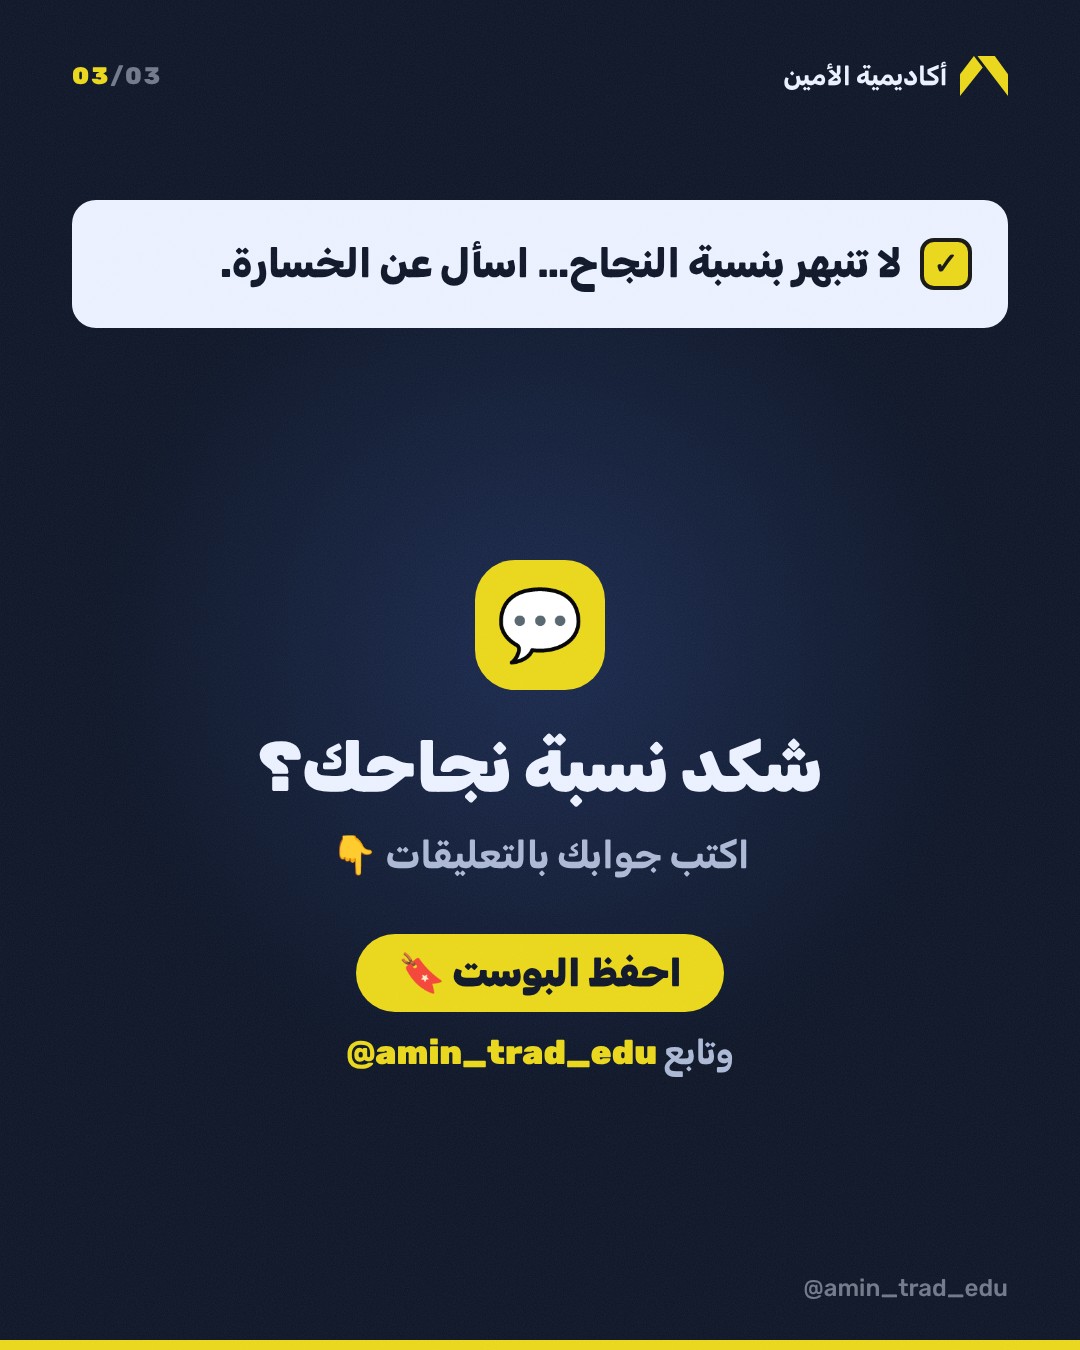 أكاديمية الأمين
03/03
✓ لا تنبهر بنسبة النجاح... اسأل عن الخسارة.
شكد نسبة نجاحك؟
اكتب جوابك بالتعليقات 👇
احفظ البوست 🔖
وتابع @amin_trad_edu
@amin_trad_edu